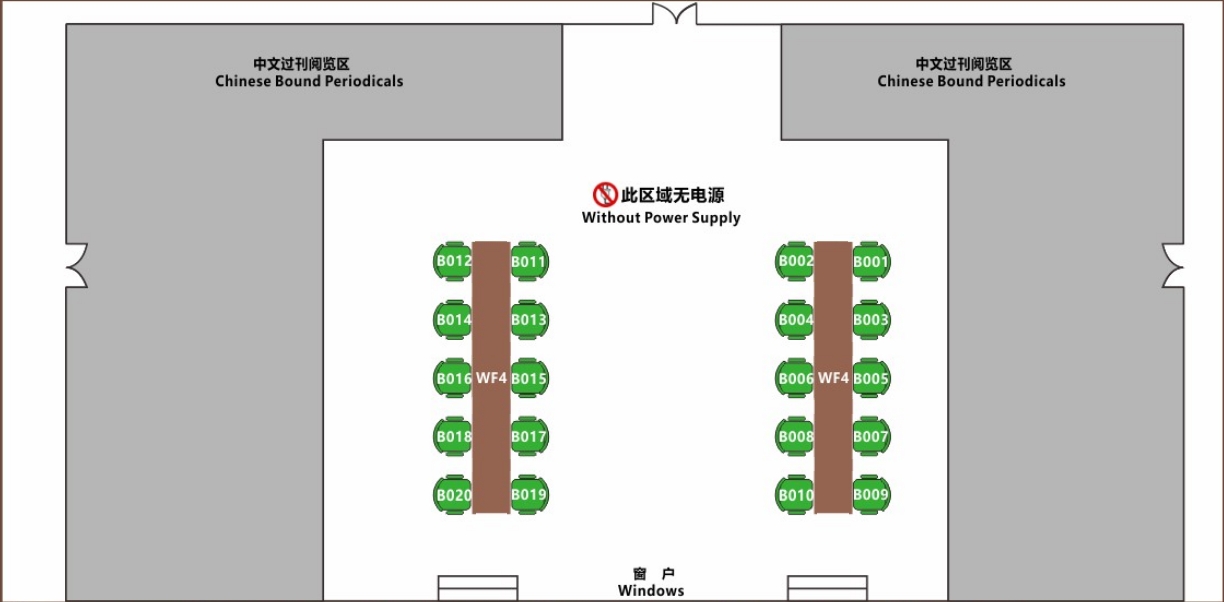 中文过刊阅览区
Chinese Bound Periodicals
中文过刊阅览区
Chinese Bound Periodicals
此区域无电源
Without Power Supply
B012 B011 B002 B001
B014 B013 B004 B003
B016 WF4 B015 B006 WF4 B005
B018 B017 B008 B007
B020 B019 B010 B009
窗 户
Windows